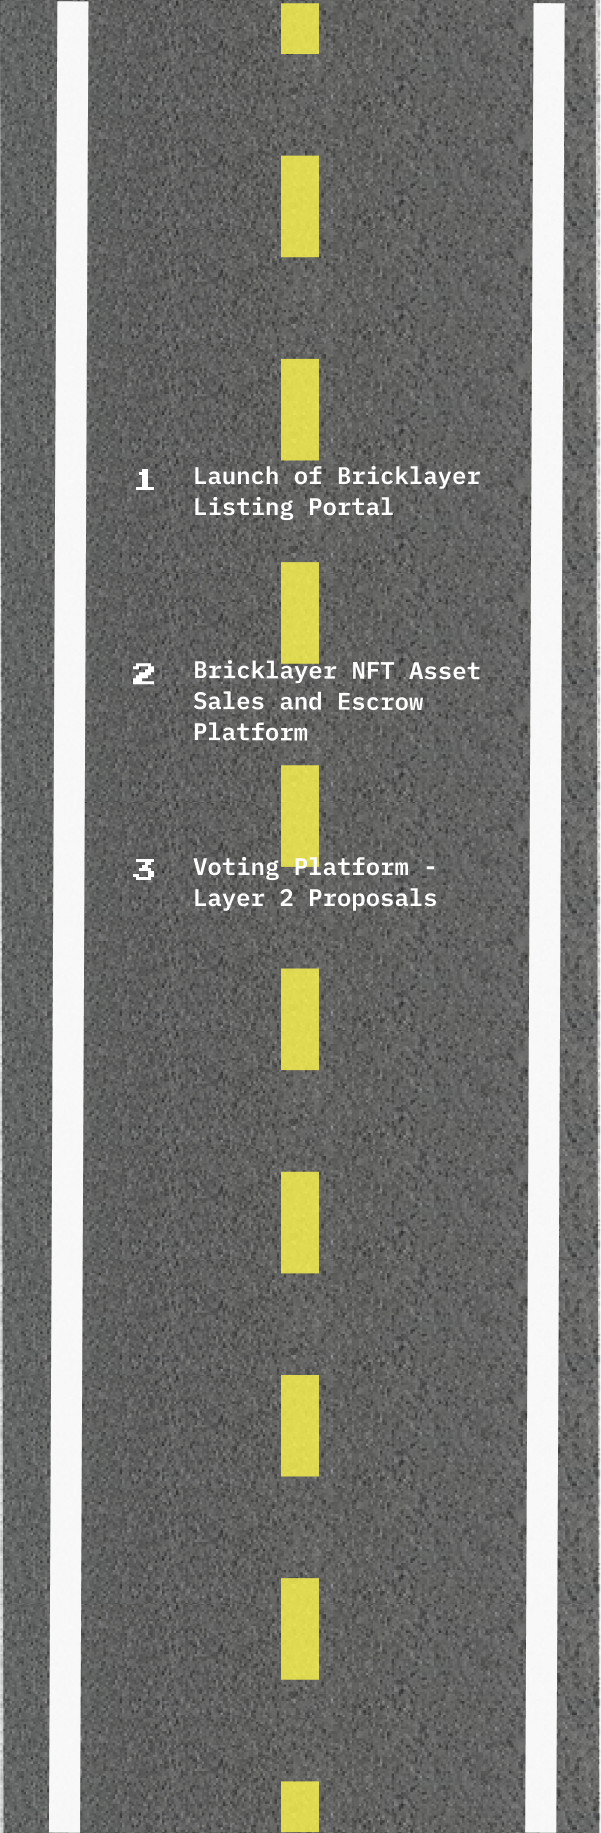 1 Launch of Bricklayer
Listing Portal
2 Bricklayer NFT Asset
Sales and Escrow
Platform
3 Voting Platform -
Layer 2 Proposals